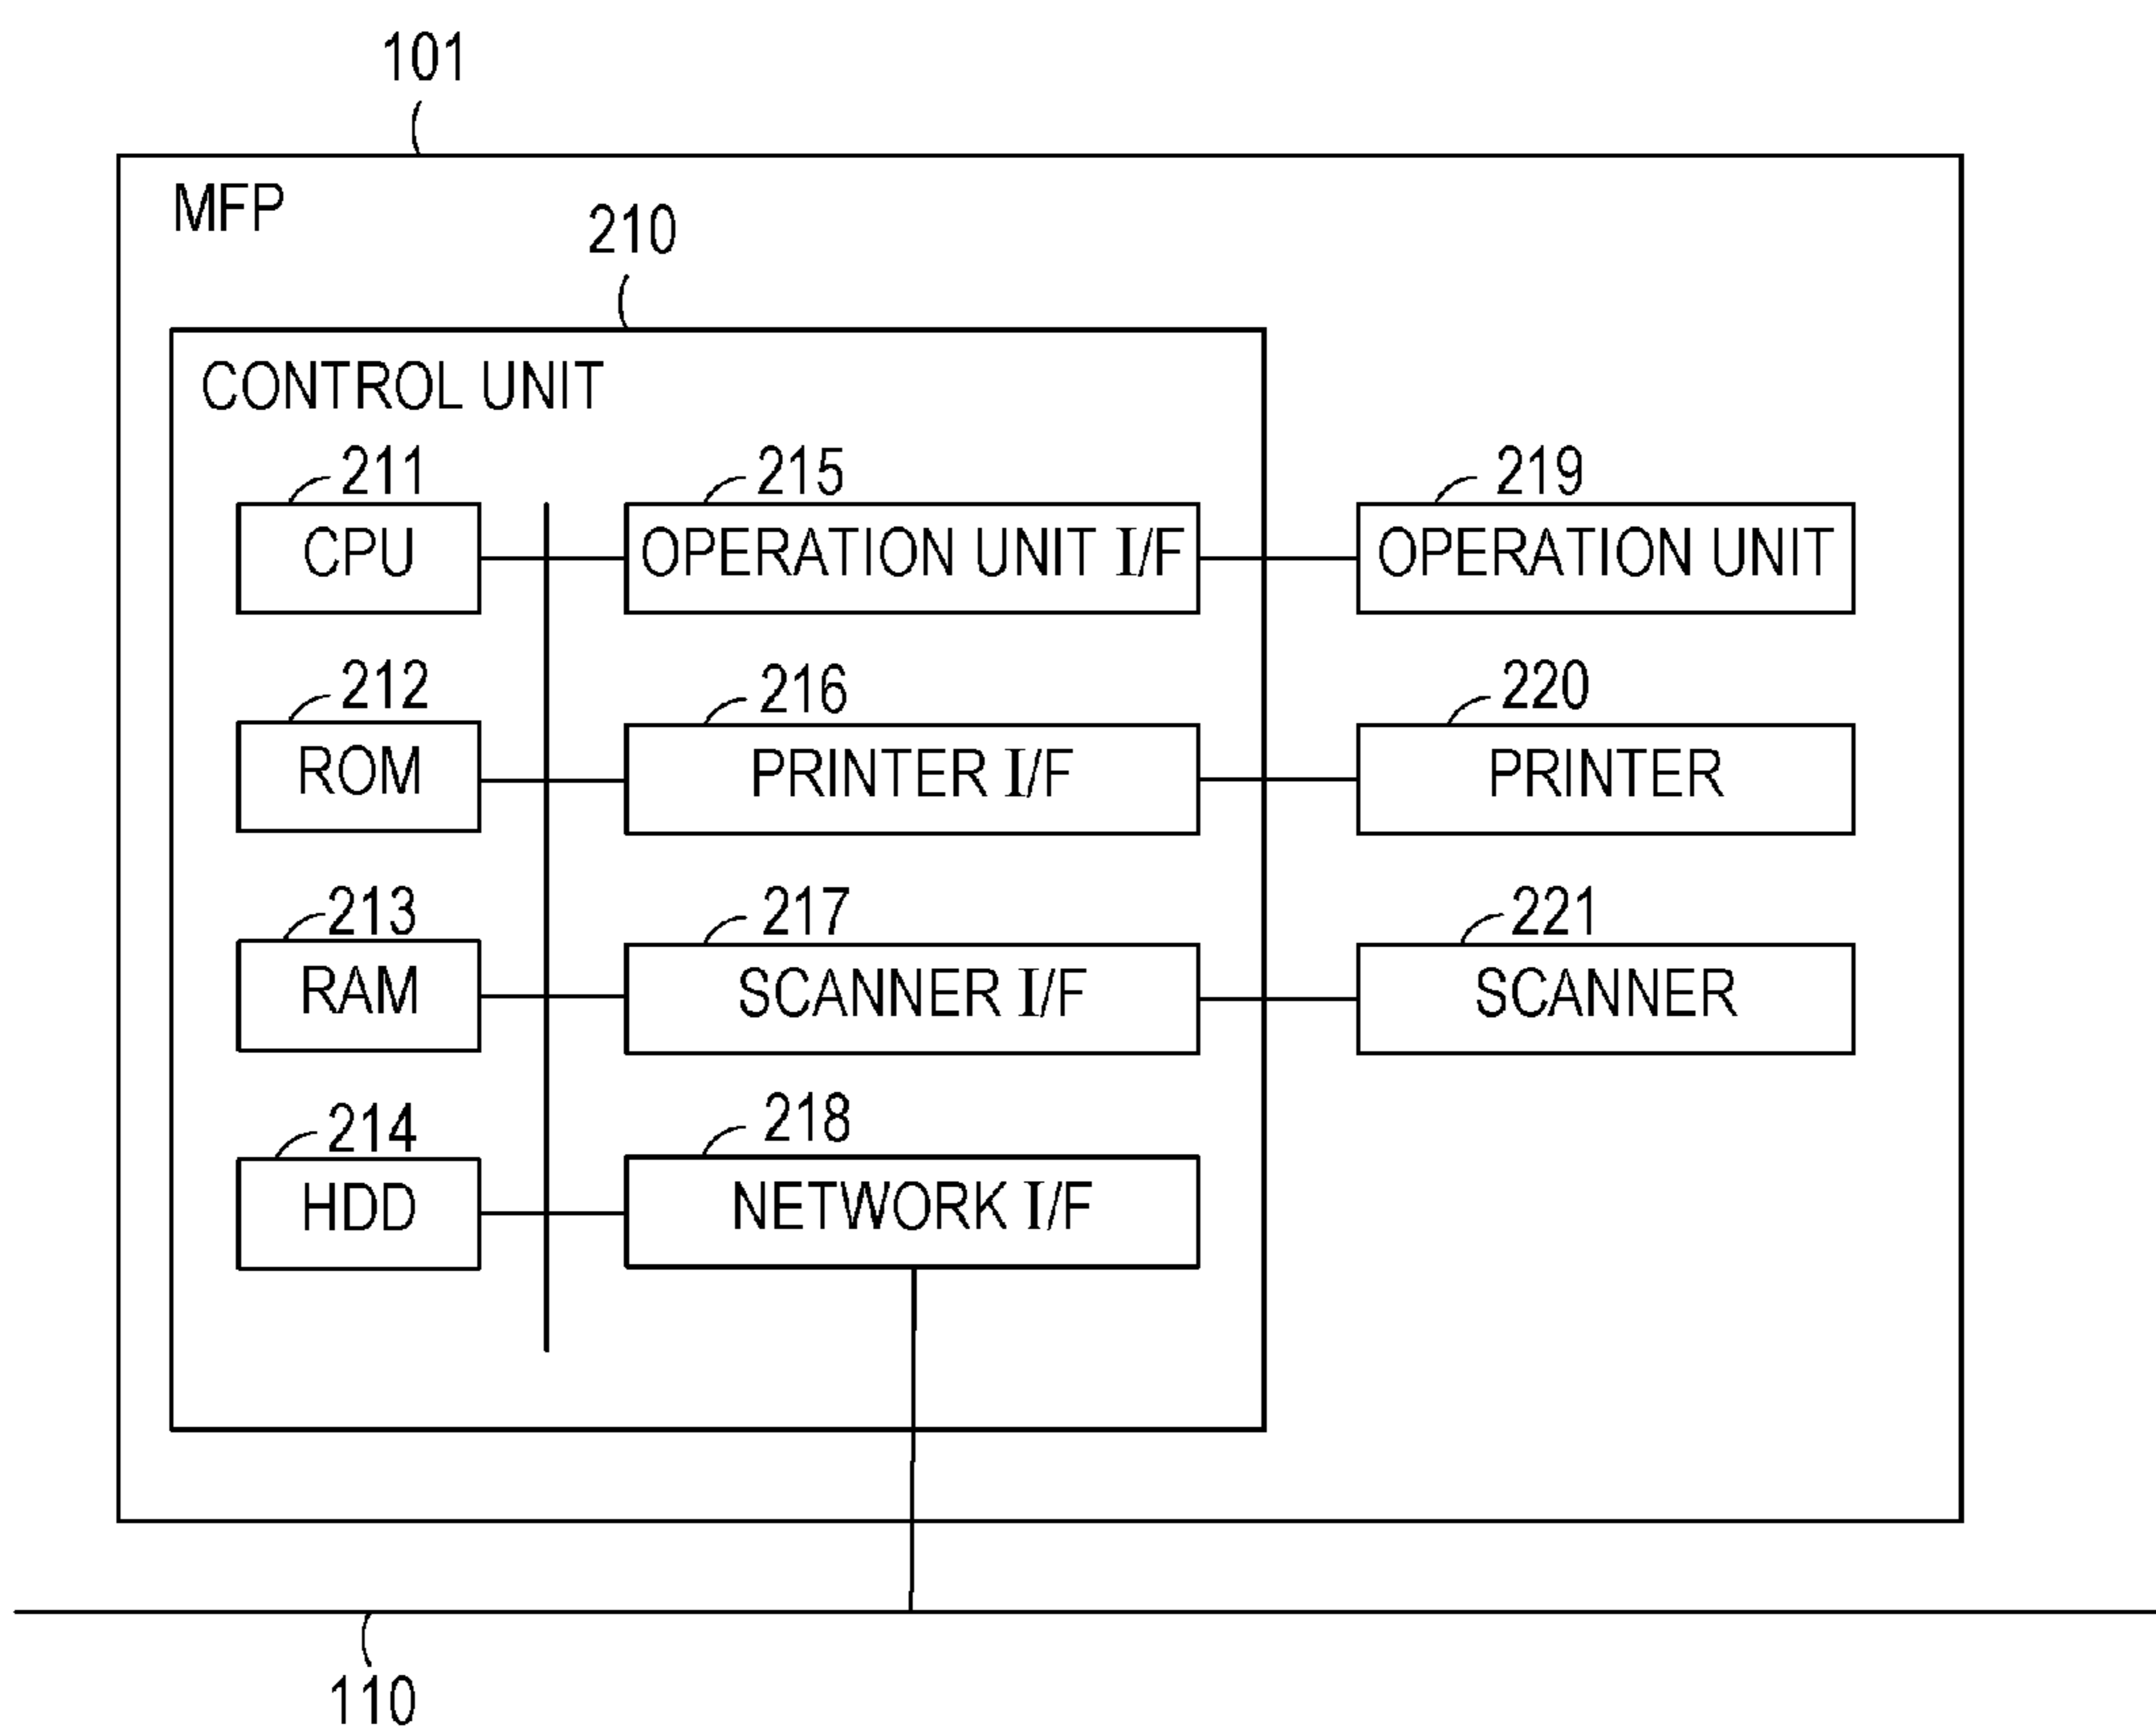 101
MFP
210
CONTROL UNIT
211
215
219
CPU
OPERATION UNIT I/F
OPERATION UNIT
212
216
220
ROM
PRINTER I/F
PRINTER
213
217
221
RAM
SCANNER I/F
SCANNER
214
218
HDD
NETWORK I/F
110